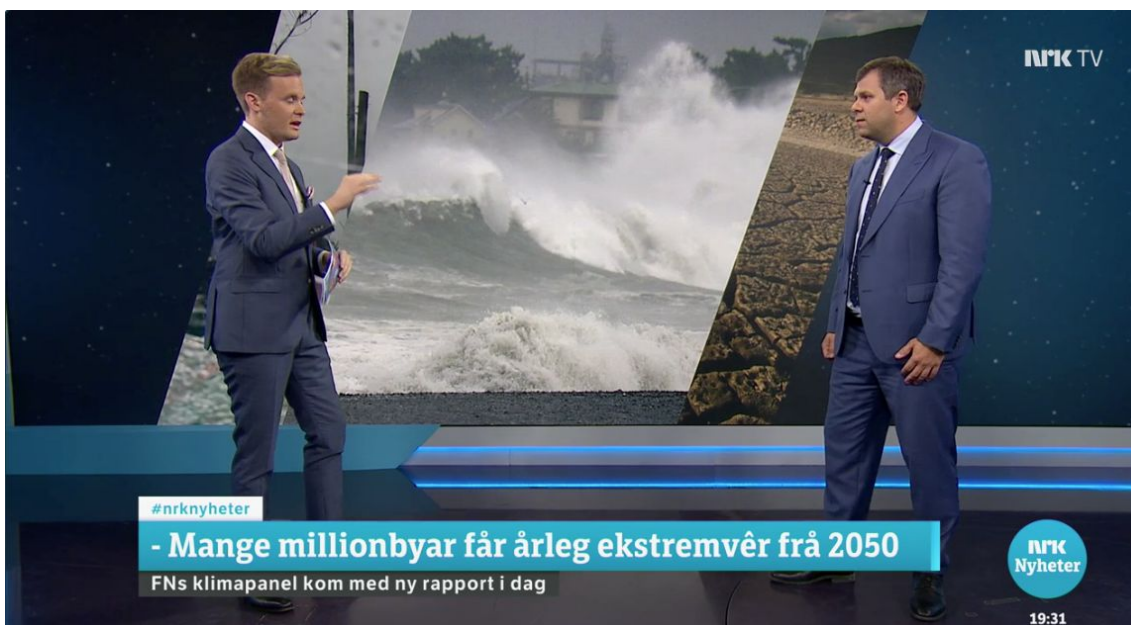 NRK TV
#nrknyheter
- Mange millionbyar får årleg ekstremvêr frå 2050
FNs klimapanel kom med ny rapport i dag
NRK
Nyheter
19:31